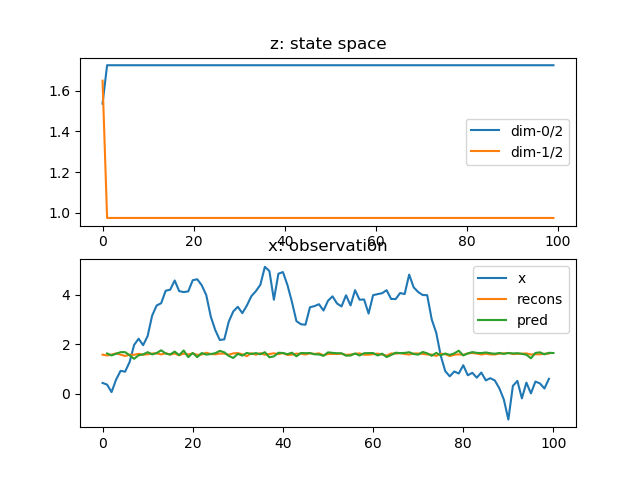 z: state space
1.6
1.4
1.2
1.0
dim-0/2
dim-1/2
0 20 40 60 80 100
x: observation
4
2
0
x
recons
pred
0 20 40 60 80 100